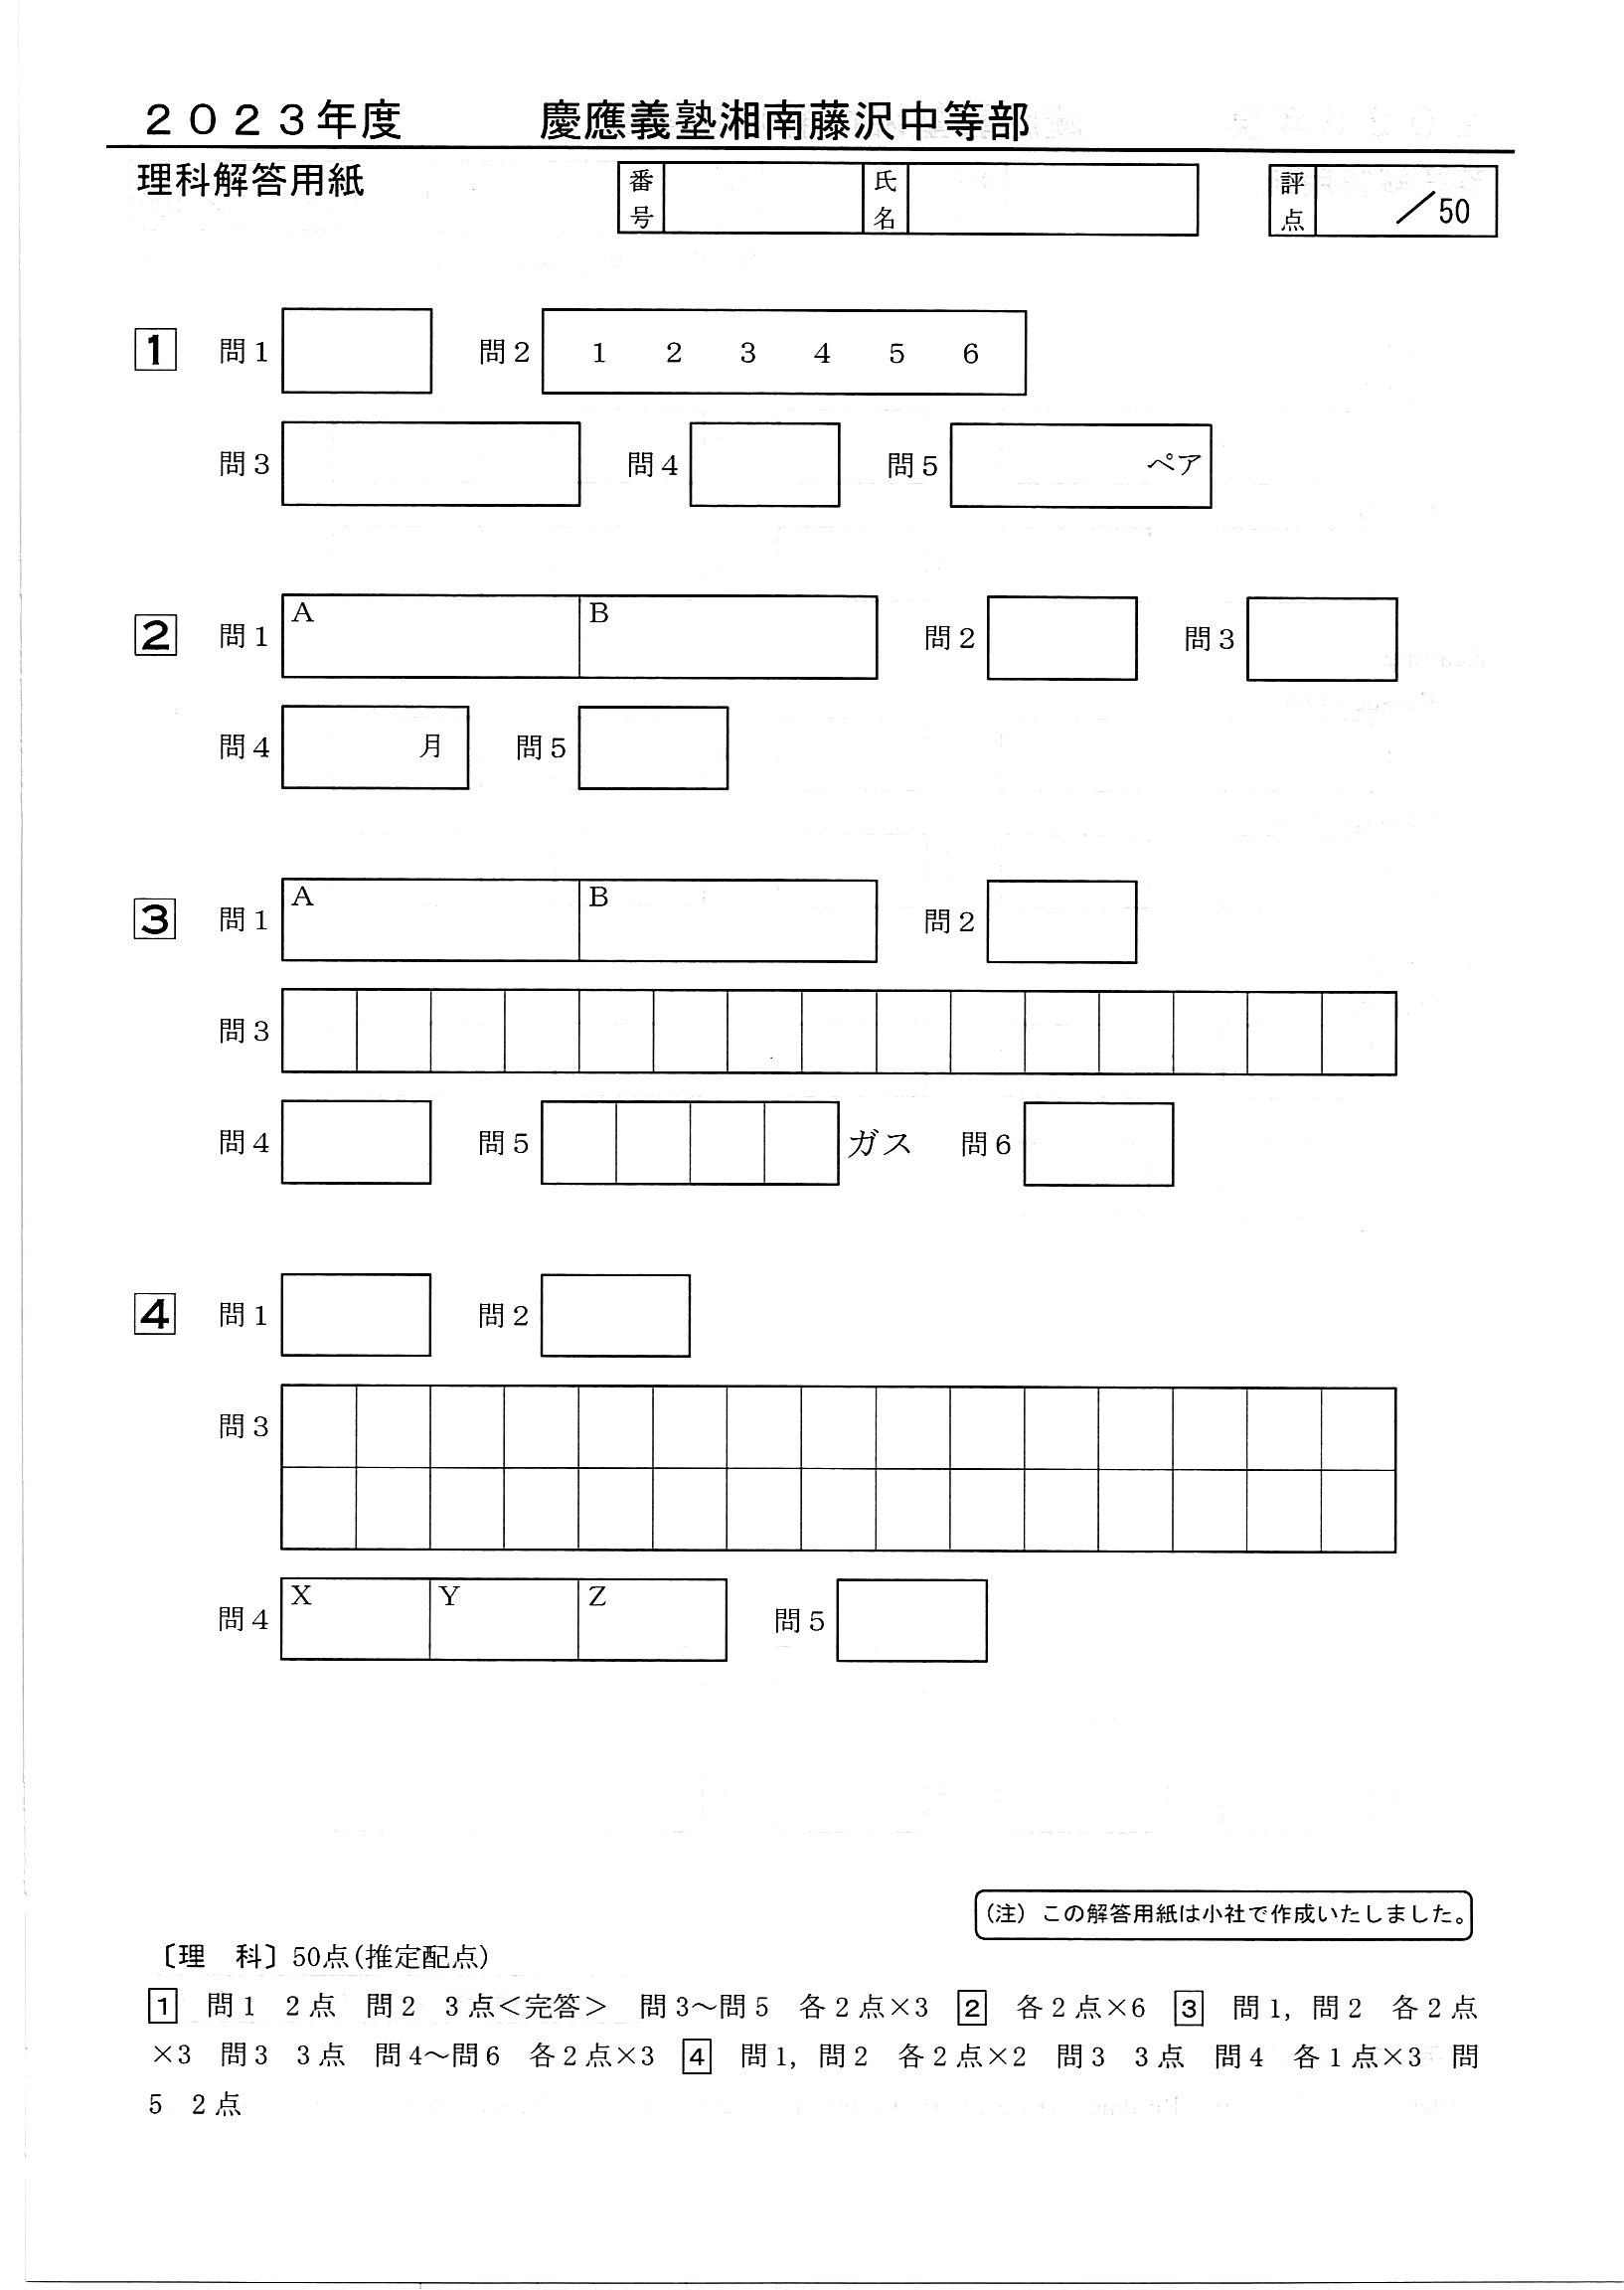 2023年度 慶應義塾湘南藤沢中等部
理科解答用紙 番号 氏名 評点 ／50
1 問1 問2 1 2 3 4 5 6
問3 問4 問5 ペア
2 問1 A B 問2 問3
問4 月 問5
3 問1 A B 問2
問3
問4 問5 ガス 問6
4 問1 問2
問3
問4 X Y Z 問5
(注) この解答用紙は小社で作成いたしました。
〔理 科〕50点(推定配点)
1 問1 2点 問2 3点＜完答＞ 問3～問5 各2点×3 2 各2点×6 3 問1, 問2 各2点
×3 問3 3点 問4～問6 各2点×3 4 問1, 問2 各2点×2 問3 3点 問4 各1点×3 問
5 2点